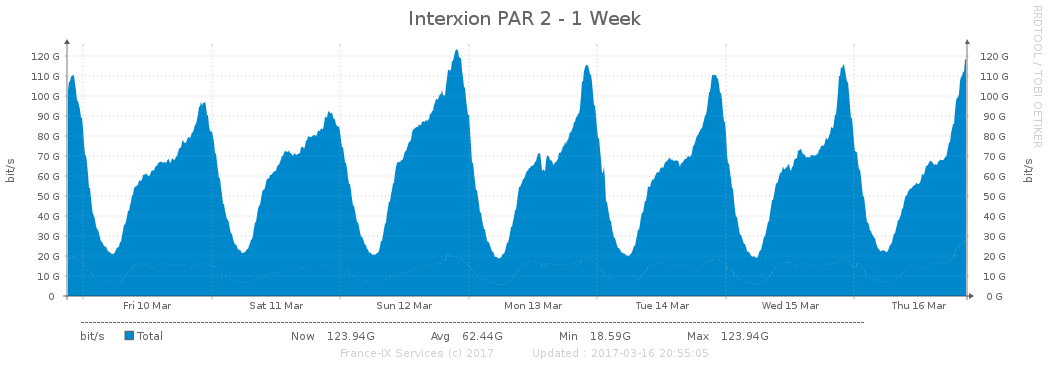 Interxion PAR 2 - 1 Week
RRDTOOL / TOBI OETIKER
bit/s
120 G 120 G
110 G 110 G
100 G 100 G
90 G 90 G
80 G 80 G
70 G 70 G
60 G 60 G
50 G 50 G
40 G 40 G
30 G 30 G
20 G 20 G
10 G 10 G
0 0 G
bit/s
Fri 10 Mar Sat 11 Mar Sun 12 Mar Mon 13 Mar Tue 14 Mar Wed 15 Mar Thu 16 Mar
bit/s Total Now 123.94G Avg 62.44G Min 18.59G Max 123.94G
France-IX Services (c) 2017 Updated : 2017-03-16 20:55:05